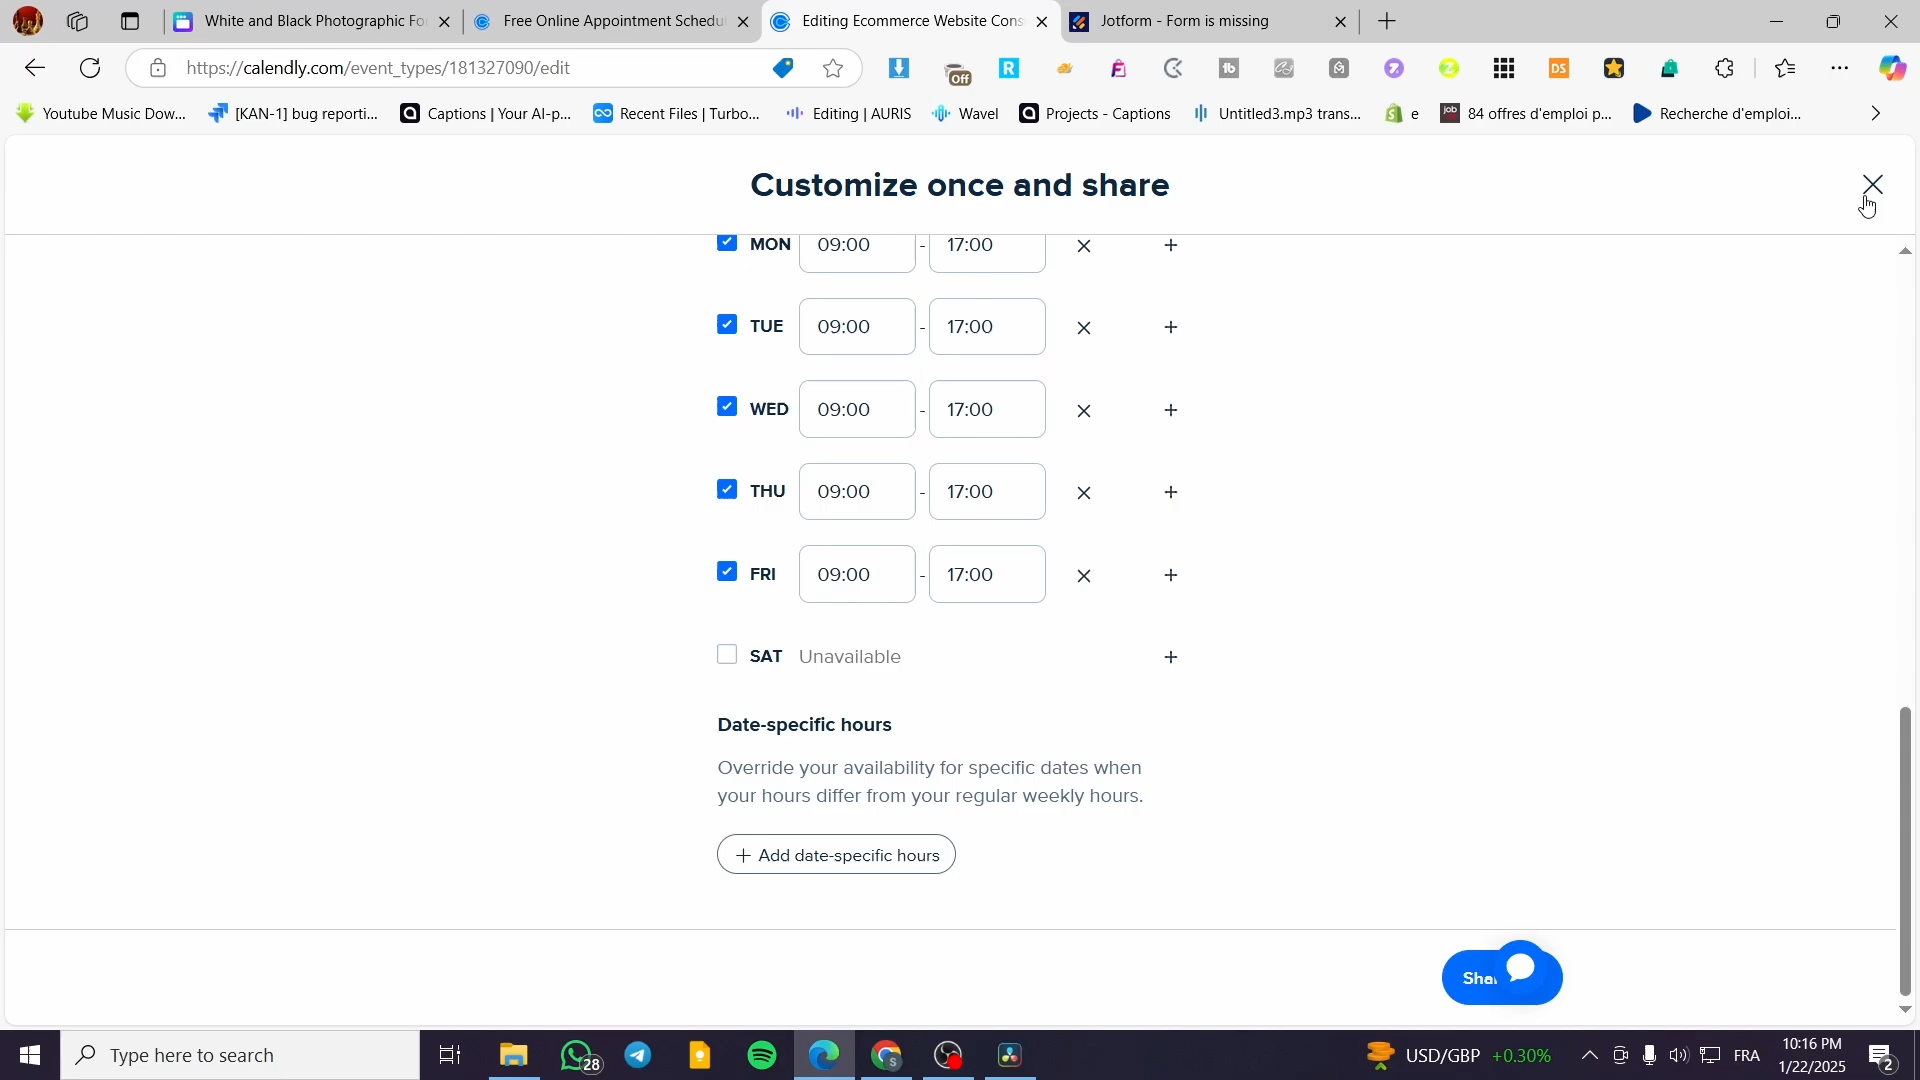 White and Black Photographic Fo
Free Online Appointment Schedul
Editing Ecommerce Website Cons
Jotform - Form is missing
https://calendly.com/event_types/181327090/edit
Off
Youtube Music Dow...
[KAN-1] bug reporti...
Captions | Your AI-p...
Recent Files | Turbo...
Editing | AURIS
Wavel
Projects - Captions
Untitled3.mp3 trans...
e
84 offres d'emploi p...
Recherche d'emploi...
Customize once and share
MON 09:00 - 17:00
TUE 09:00 - 17:00
WED 09:00 - 17:00
THU 09:00 - 17:00
FRI 09:00 - 17:00
SAT Unavailable
Date-specific hours
Override your availability for specific dates when
your hours differ from your regular weekly hours.
+ Add date-specific hours
Type here to search
28
USD/GBP +0.30%
FRA
10:16 PM
1/22/2025
2